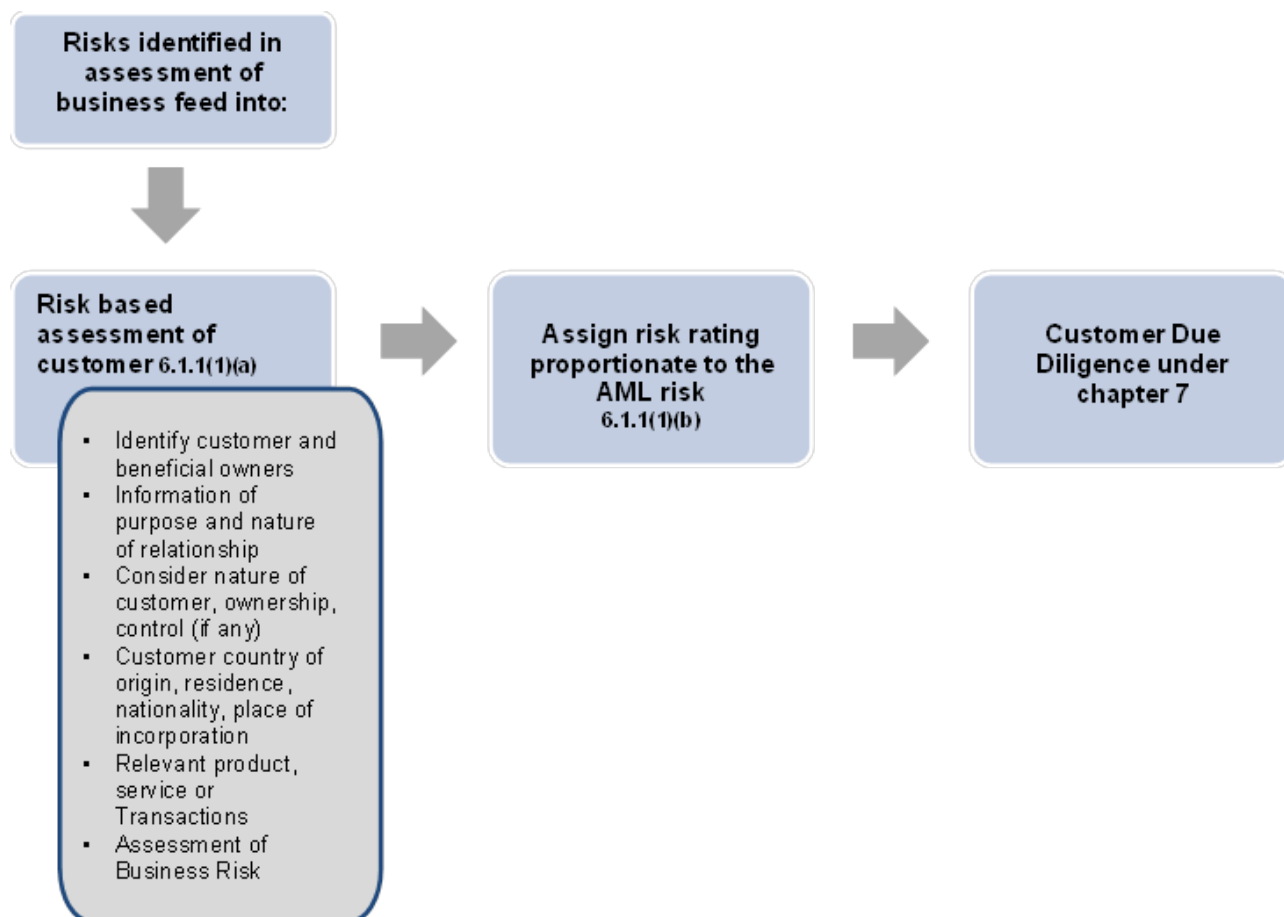 Risks identified in
assessment of
business feed into:
Risk based
assessment of
customer 6.1.1(1)(a)
▪ Identify customer and
beneficial owners
▪ Information of
purpose and nature
of relationship
▪ Consider nature of
customer, ownership,
control (if any)
▪ Customer country of
origin, residence,
nationality, place of
incorporation
▪ Relevant product,
service or
Transactions
▪ Assessment of
Business Risk
Assign risk rating
proportionate to the
AML risk
6.1.1(1)(b)
Customer Due
Diligence under
chapter 7